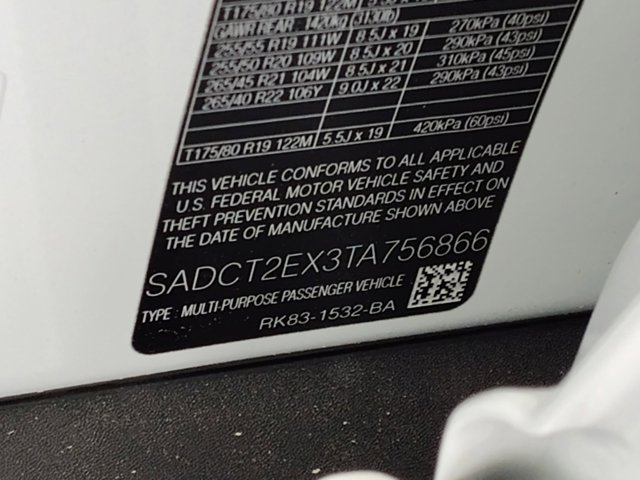 T175/80 R19 122M 5.5J x 19
GAWR REAR 1420kg (3130lb)
255/55 R19 111W 8.5J x 19 270kPa (40psi)
255/50 R20 109W 8.5J x 20 290kPa (43psi)
265/45 R21 104W 8.5J x 21 310kPa (45psi)
265/40 R22 106Y 9.0J x 22 290kPa (43psi)
T175/80 R19 122M 5.5J x 19 420kPa (60psi)
THIS VEHICLE CONFORMS TO ALL APPLICABLE
U.S. FEDERAL MOTOR VEHICLE SAFETY AND
THEFT PREVENTION STANDARDS IN EFFECT ON
THE DATE OF MANUFACTURE SHOWN ABOVE
SADCT2EX3TA756866
TYPE : MULTI-PURPOSE PASSENGER VEHICLE
RK83-1532-BA